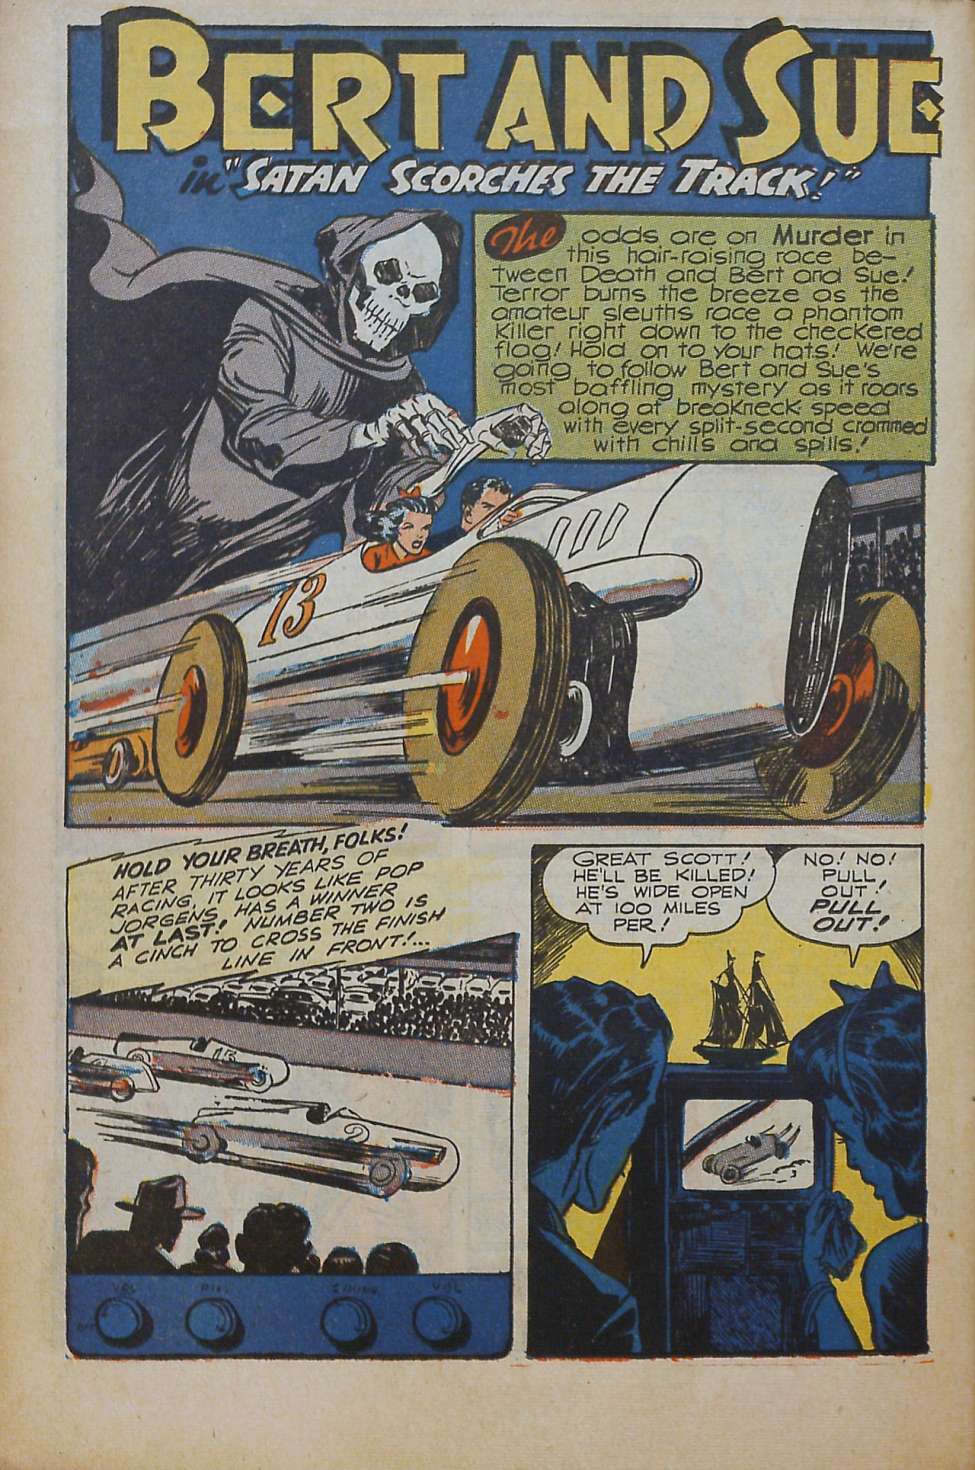 BERT AND SUE
in "SATAN SCORCHES THE TRACK!"
The odds are on Murder in
this hair-raising race be-
tween Death and Bert and Sue!
Terror burns the breeze as the
amateur sleuths race a phantom
Killer right down to the checkered
flag! Hold on to your hats! We're
going to follow Bert and Sue's
most baffling mystery as it roars
along at breakneck speed
with every split-second crammed
with chills and spills!
13
HOLD YOUR BREATH, FOLKS!
AFTER THIRTY YEARS OF
RACING, IT LOOKS LIKE POP
JORGENS HAS A WINNER
AT LAST! NUMBER TWO IS
A CINCH TO CROSS THE FINISH
LINE IN FRONT!...
13
2
VOL
SOUND
VOL
GREAT SCOTT!
HE'LL BE KILLED!
HE'S WIDE OPEN
AT 100 MILES
PER!
NO! NO!
PULL
OUT!
PULL
OUT!